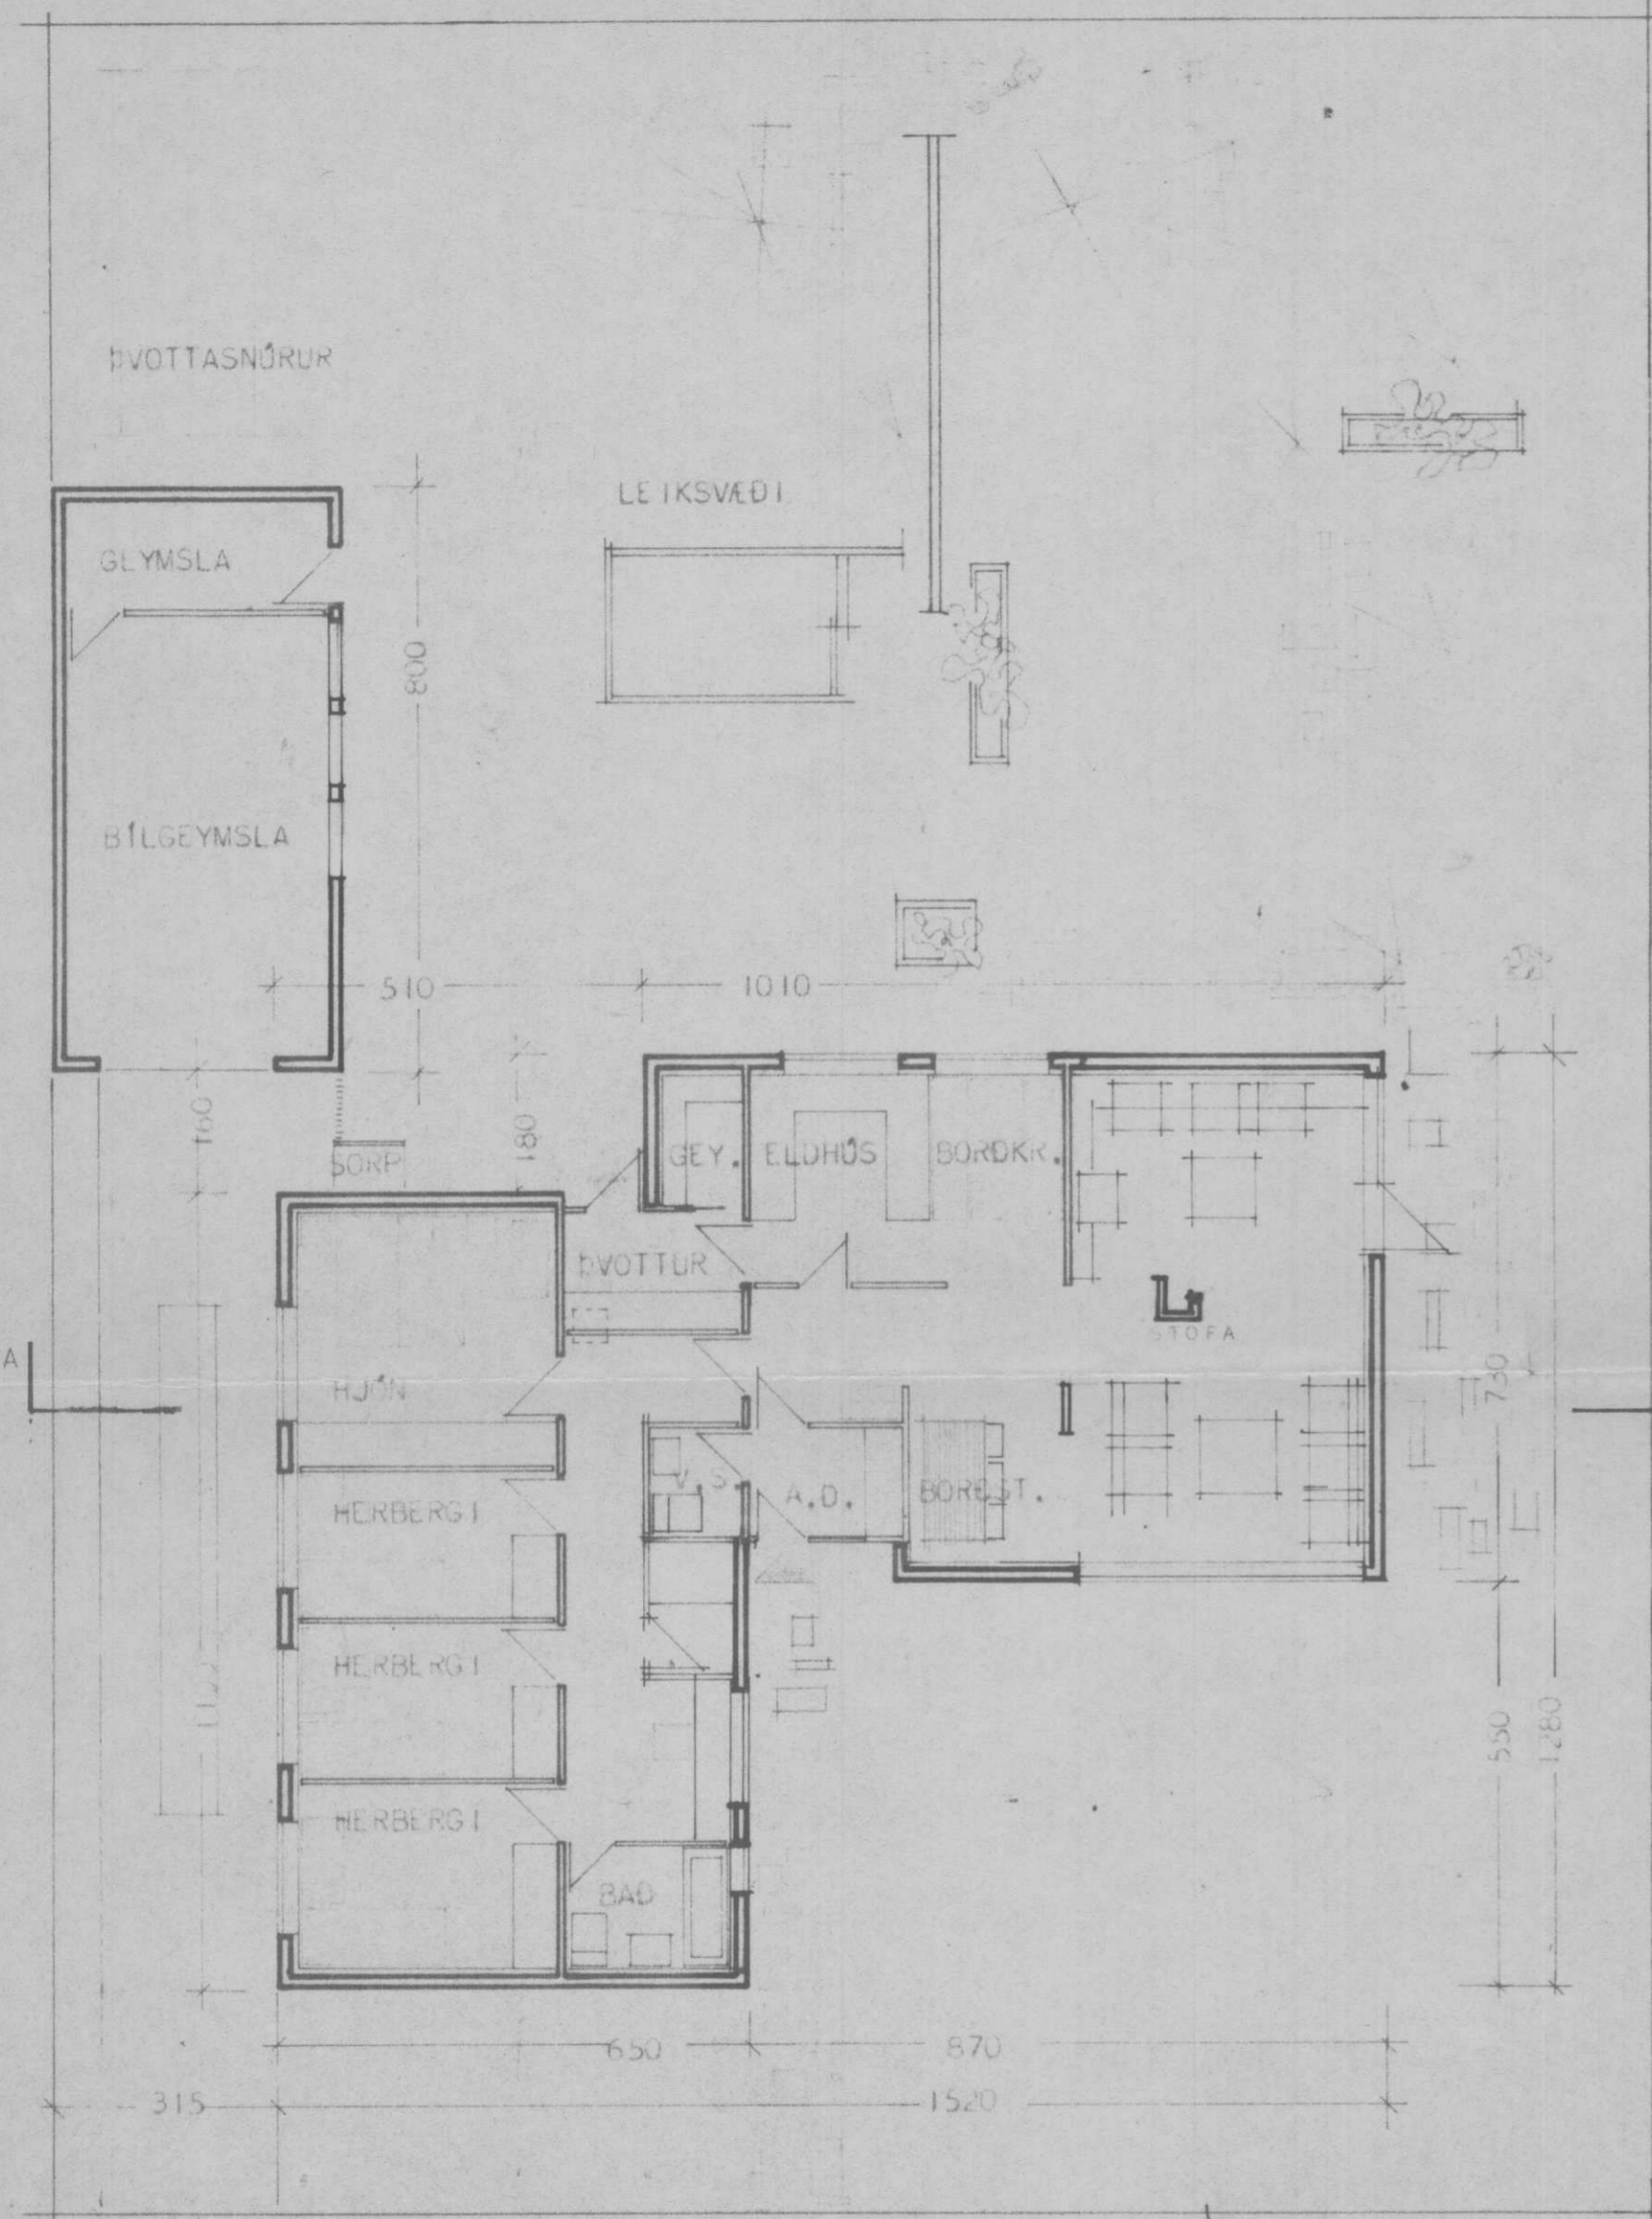 ÞVOTTASNÚRUR
LEIKSVÆÐI
GLYMSLA
800
BÍLGEYMSLA
510
1010
160
180
SORP
GEY.
ELDHÚS
BORÐKR.
ÞVOTTUR
STOFA
A
HJÓN
730
V.S.
A.D.
BORÐST.
HERBERGI
HERBERGI
550
1280
HERBERGI
BAÐ
650
870
315
1520